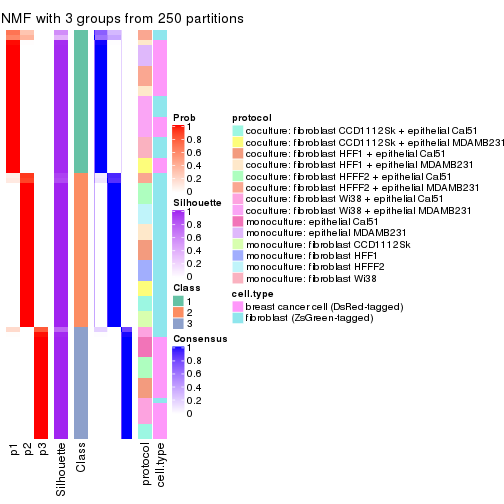 NMF with 3 groups from 250 partitions
Prob
1
0.8
0.6
0.4
0.2
0
Silhouette
1
0.8
0.6
0.4
0.2
0
Class
1
2
3
Consensus
1
0.8
0.6
0.4
0.2
0
protocol
coculture: fibroblast CCD1112Sk + epithelial Cal51
coculture: fibroblast CCD1112Sk + epithelial MDAMB231
coculture: fibroblast HFF1 + epithelial Cal51
coculture: fibroblast HFF1 + epithelial MDAMB231
coculture: fibroblast HFFF2 + epithelial Cal51
coculture: fibroblast HFFF2 + epithelial MDAMB231
coculture: fibroblast Wi38 + epithelial Cal51
coculture: fibroblast Wi38 + epithelial MDAMB231
monoculture: epithelial Cal51
monoculture: epithelial MDAMB231
monoculture: fibroblast CCD1112Sk
monoculture: fibroblast HFF1
monoculture: fibroblast HFFF2
monoculture: fibroblast Wi38
cell.type
breast cancer cell (DsRed-tagged)
fibroblast (ZsGreen-tagged)
p1
p2
p3
Silhouette
Class
protocol
cell.type